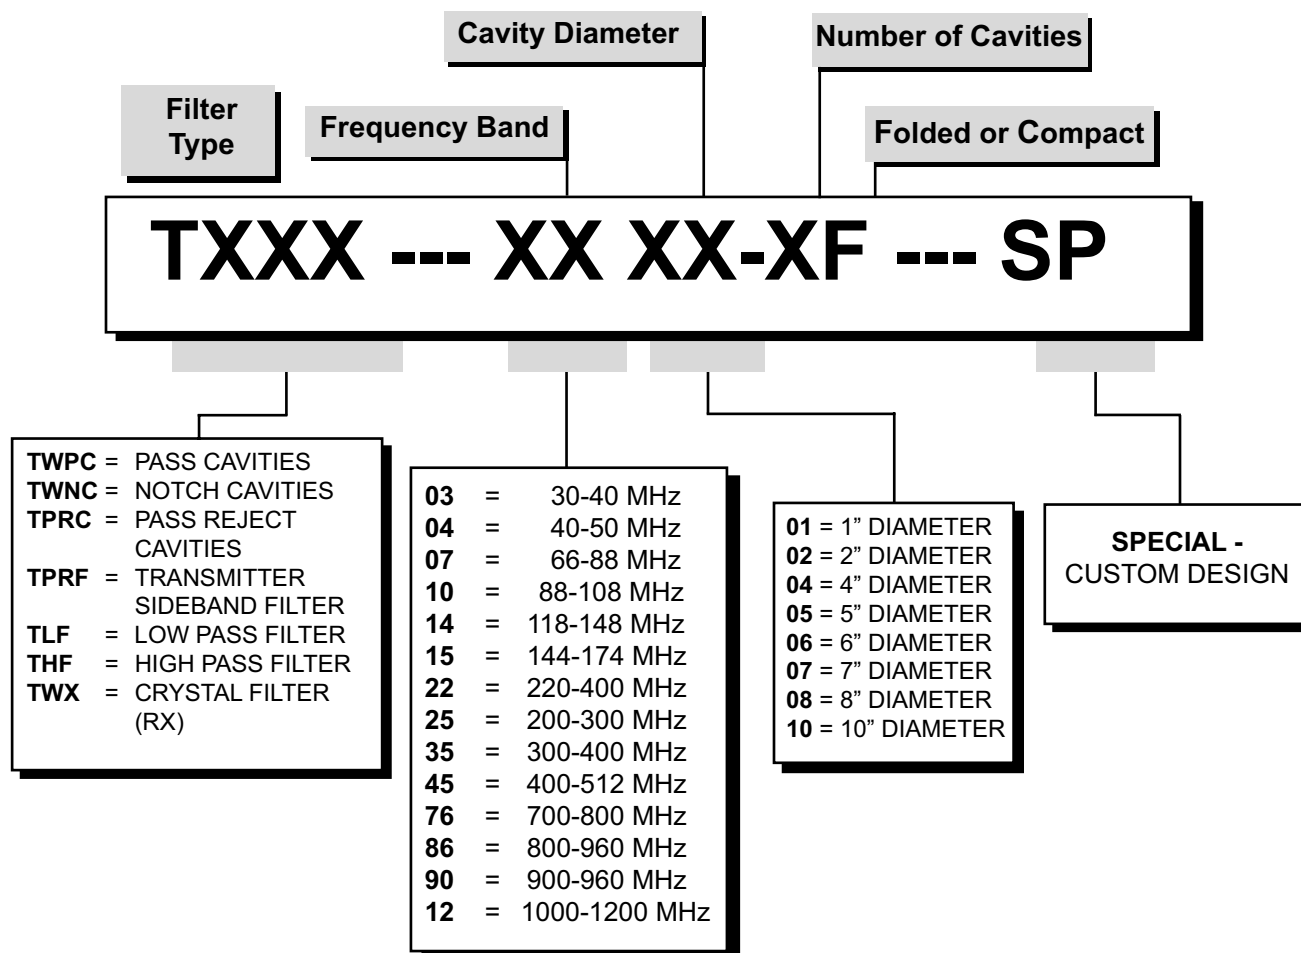 Cavity Diameter
Number of Cavities
Filter
Type
Frequency Band
Folded or Compact
TXXX --- XX XX-XF --- SP
TWPC = PASS CAVITIES
TWNC = NOTCH CAVITIES
TPRC = PASS REJECT
CAVITIES
TPRF = TRANSMITTER
SIDEBAND FILTER
TLF = LOW PASS FILTER
THF = HIGH PASS FILTER
TWX = CRYSTAL FILTER
(RX)
03 = 30-40 MHz
04 = 40-50 MHz
07 = 66-88 MHz
10 = 88-108 MHz
14 = 118-148 MHz
15 = 144-174 MHz
22 = 220-400 MHz
25 = 200-300 MHz
35 = 300-400 MHz
45 = 400-512 MHz
76 = 700-800 MHz
86 = 800-960 MHz
90 = 900-960 MHz
12 = 1000-1200 MHz
01 = 1” DIAMETER
02 = 2” DIAMETER
04 = 4” DIAMETER
05 = 5” DIAMETER
06 = 6” DIAMETER
07 = 7” DIAMETER
08 = 8” DIAMETER
10 = 10” DIAMETER
SPECIAL -
CUSTOM DESIGN